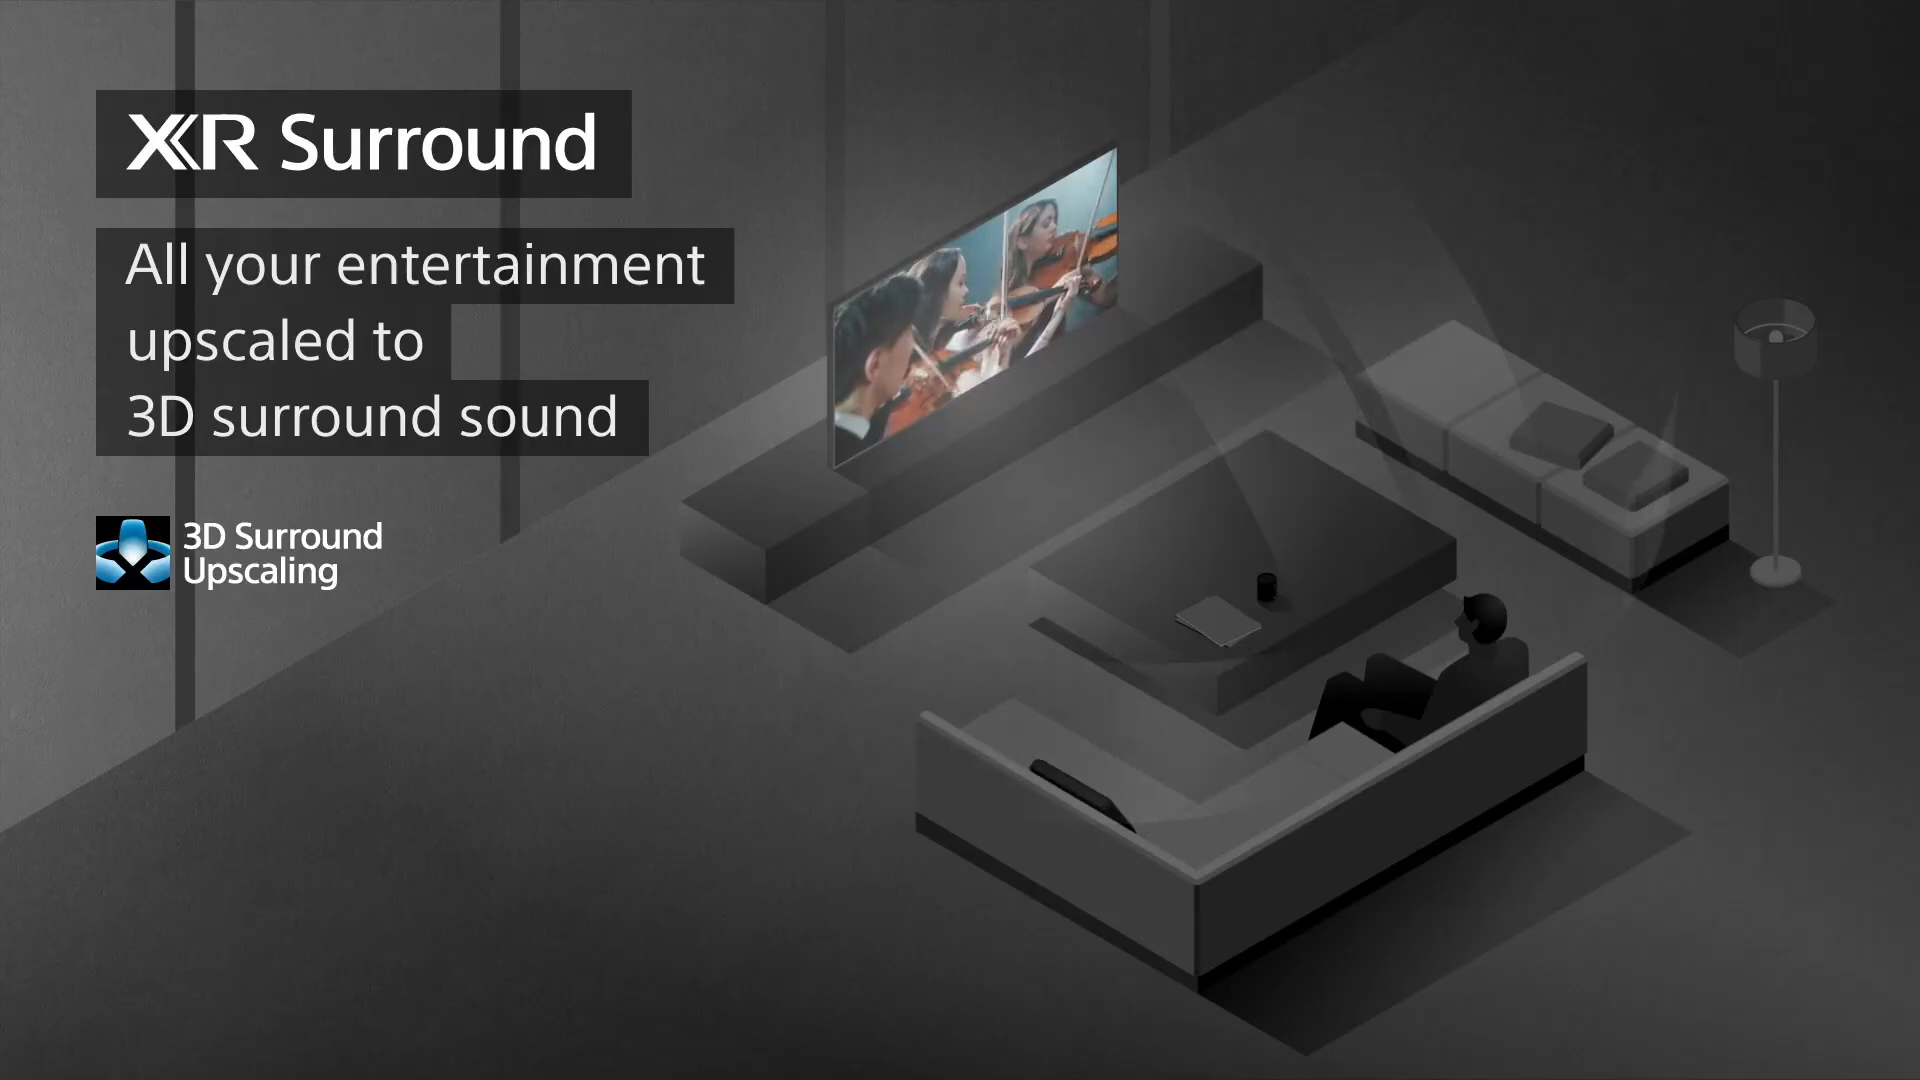 XR Surround
All your entertainment
upscaled to
3D surround sound
3D Surround
Upscaling